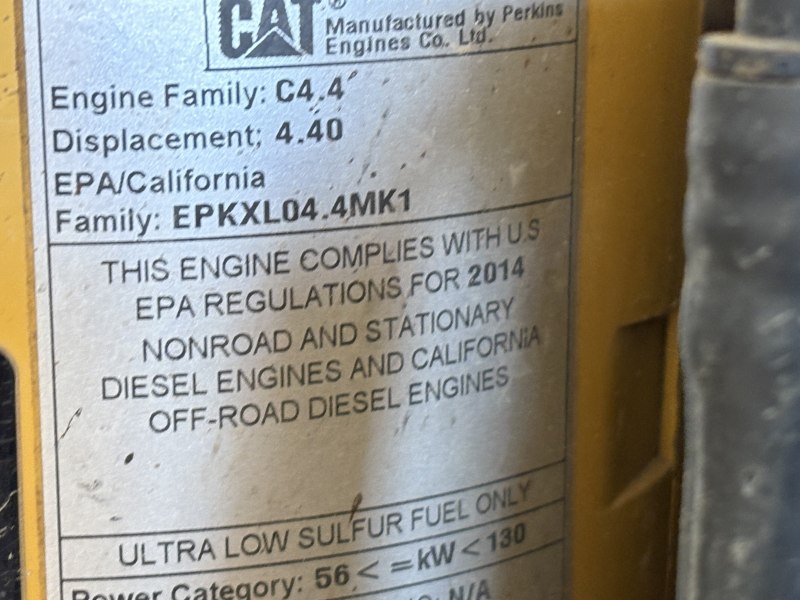 CAT®
Manufactured by Perkins
Engines Co. Ltd.
Engine Family: C4.4
Displacement: 4.40
EPA/California
Family: EPKXL04.4MK1
THIS ENGINE COMPLIES WITH U.S
EPA REGULATIONS FOR 2014
NONROAD AND STATIONARY
DIESEL ENGINES AND CALIFORNIA
OFF-ROAD DIESEL ENGINES
ULTRA LOW SULFUR FUEL ONLY
Power Category: 56 < = kW < 130
N/A